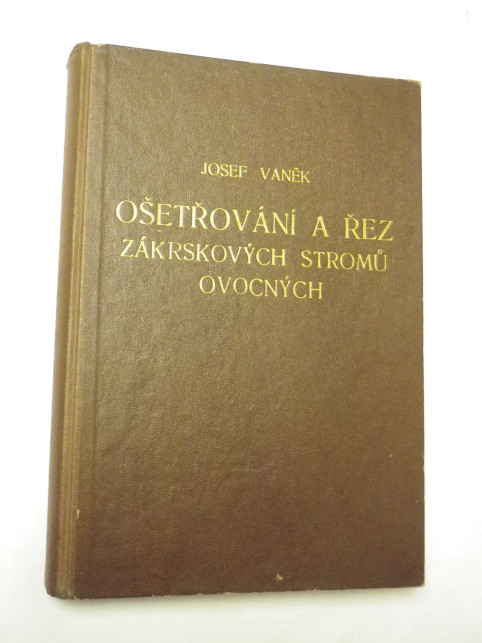 JOSEF VANĚK
OŠETŘOVÁNÍ A ŘEZ
ZÁKRSKOVÝCH STROMŮ
OVOCNÝCH